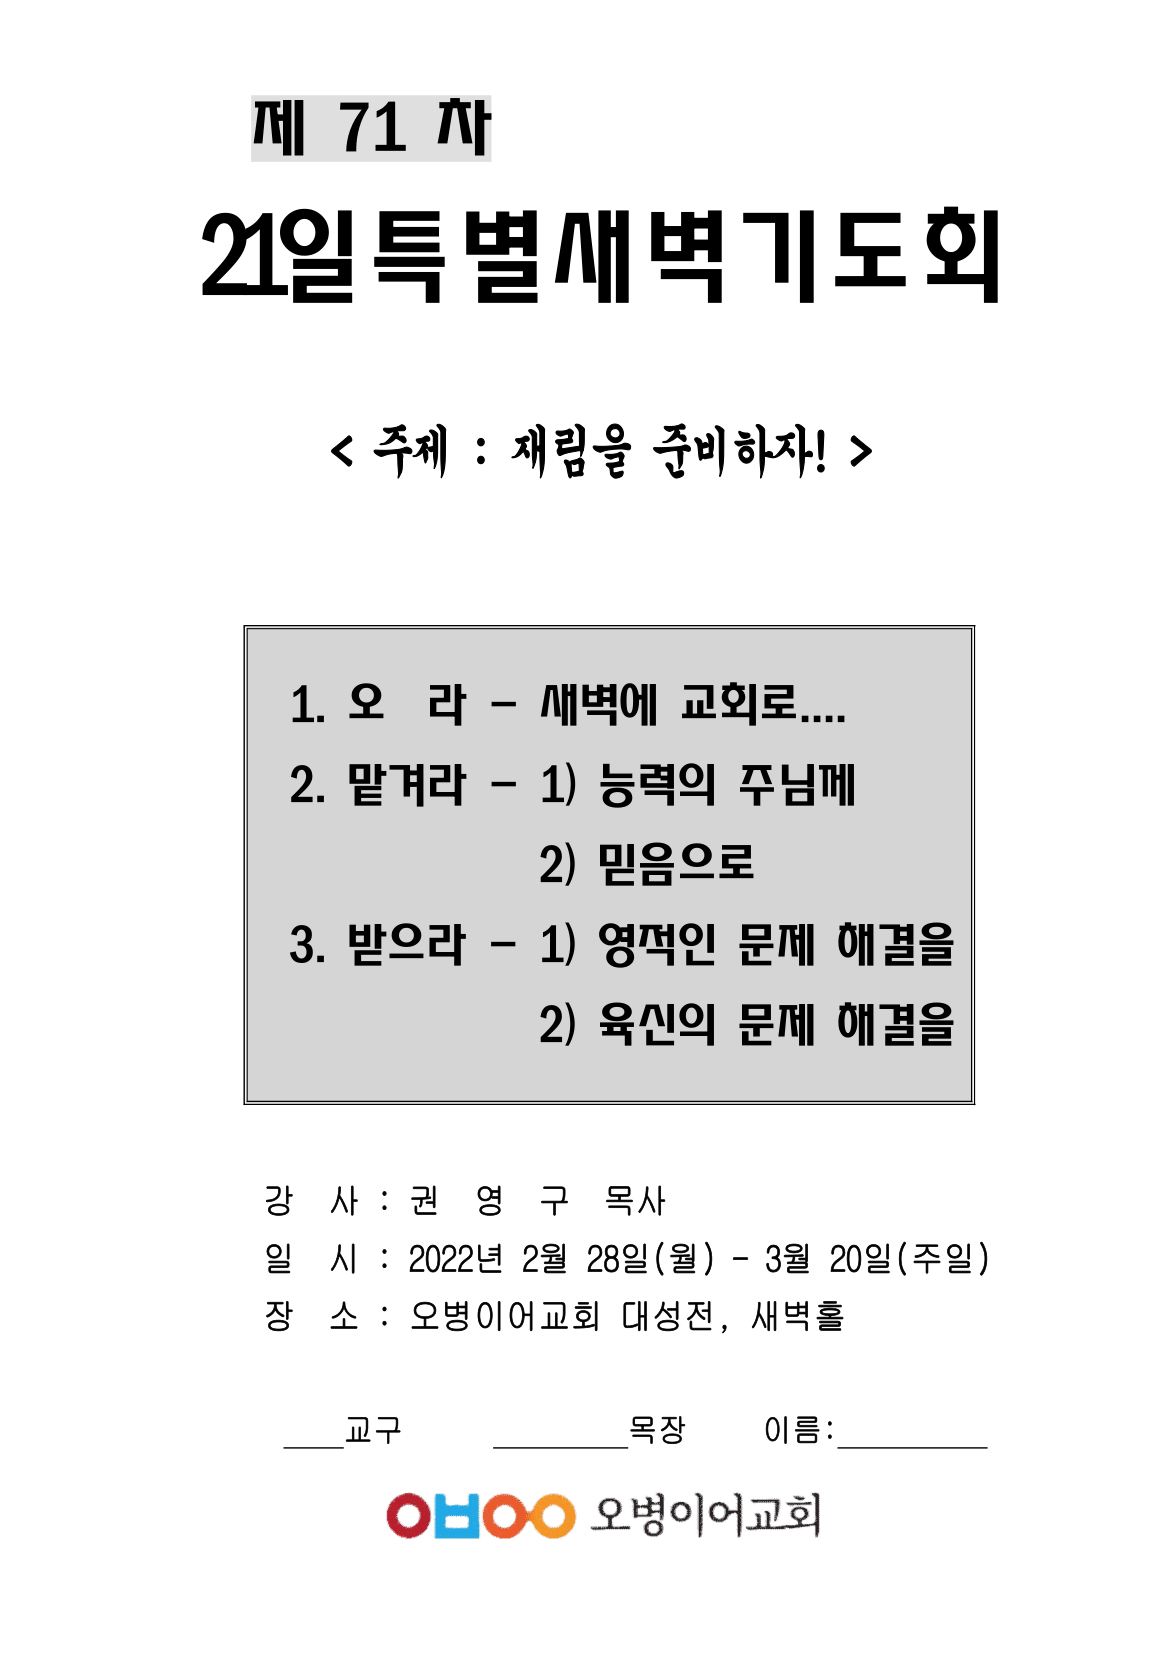 제 71 차
21일특별새벽기도회
< 주제 : 재림을 준비하자! >
1. 오 라 - 새벽에 교회로....
2. 맡겨라 - 1) 능력의 주님께
2) 믿음으로
3. 받으라 - 1) 영적인 문제 해결을
2) 육신의 문제 해결을
강 사 : 권 영 구 목사
일 시 : 2022년 2월 28일(월) - 3월 20일(주일)
장 소 : 오병이어교회 대성전, 새벽홀
____교구 _________목장 이름:__________
오병이어교회